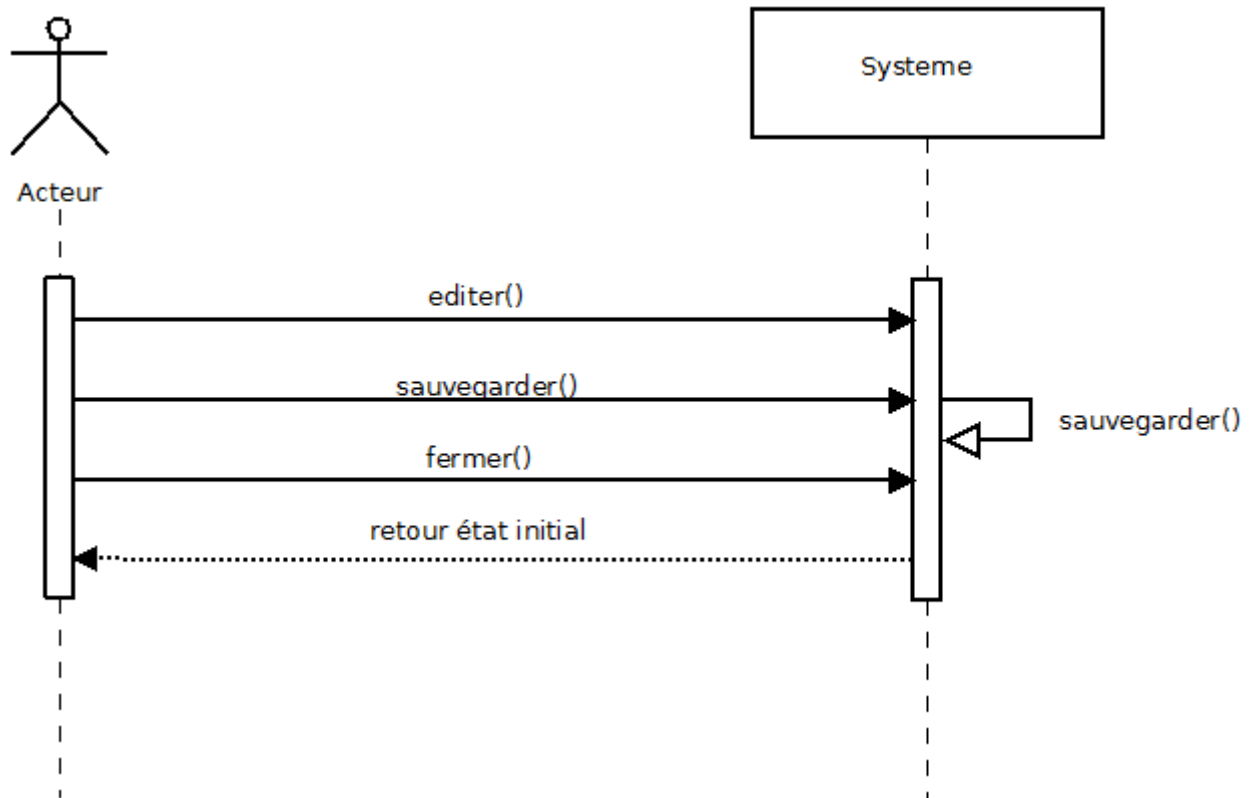 Systeme
Acteur
editer()
sauvegarder()
sauvegarder()
fermer()
retour état initial